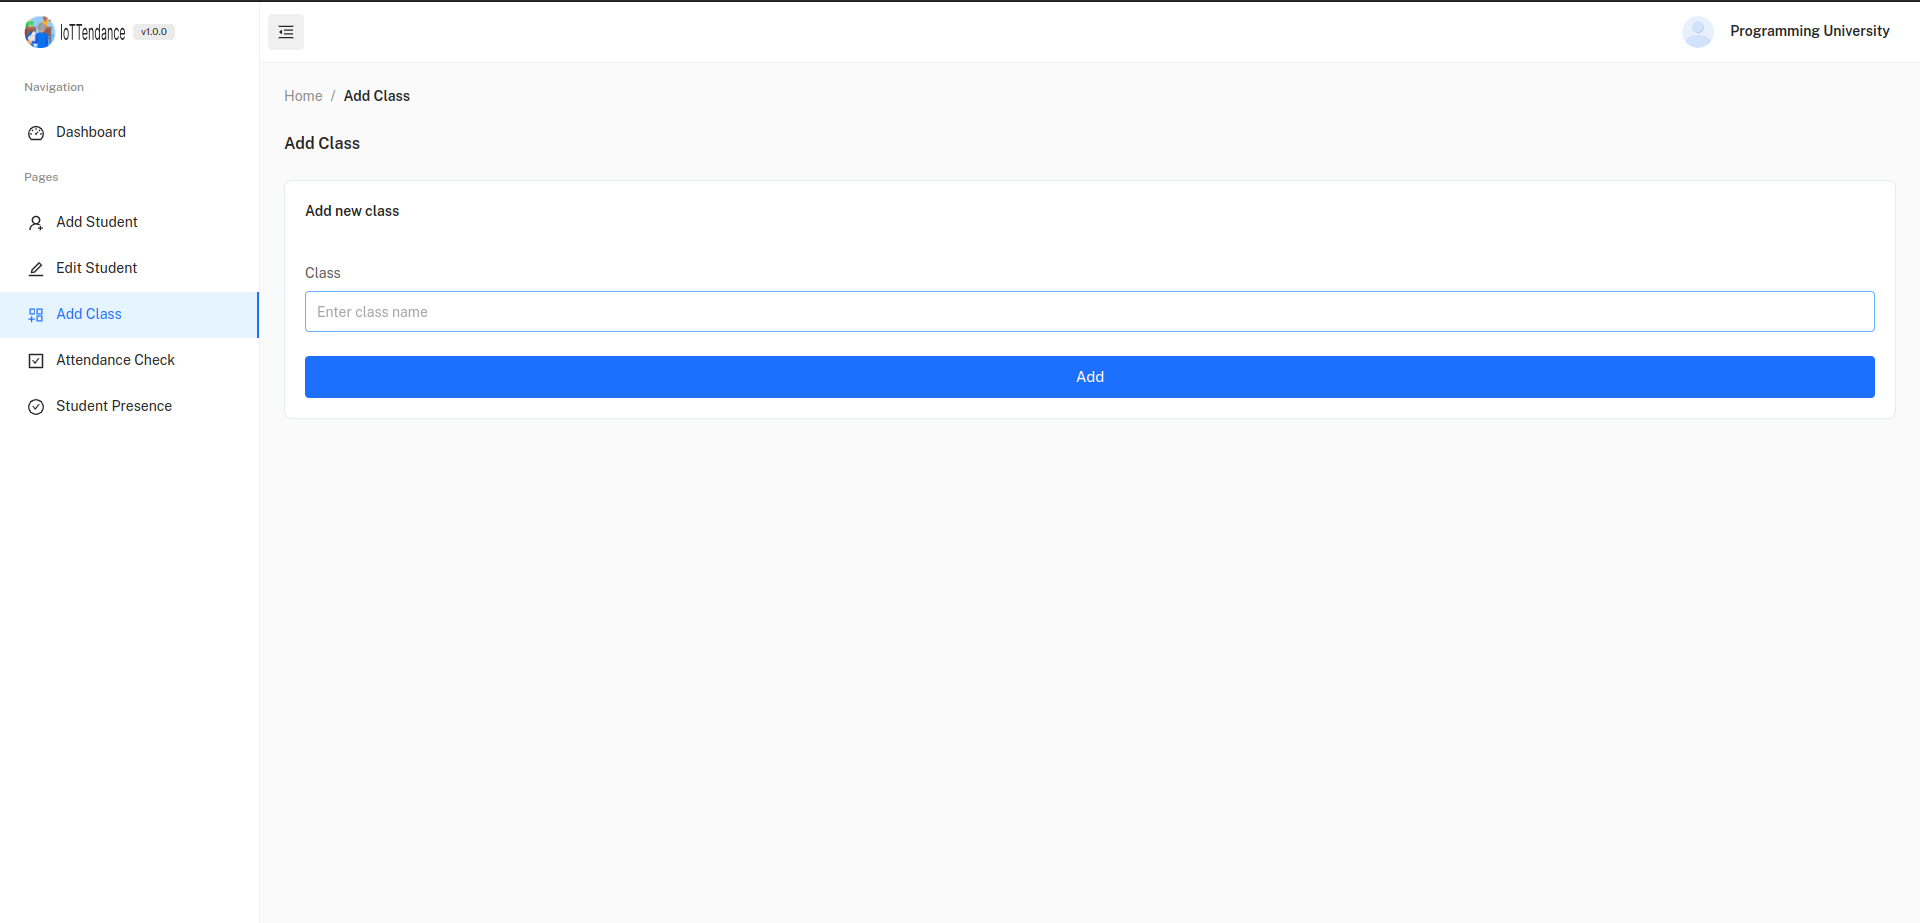 IoTTendance v1.0.0
Programming University
Navigation
Dashboard
Pages
Add Student
Edit Student
Add Class
Attendance Check
Student Presence
Home / Add Class
Add Class
Add new class
Class
Enter class name
Add